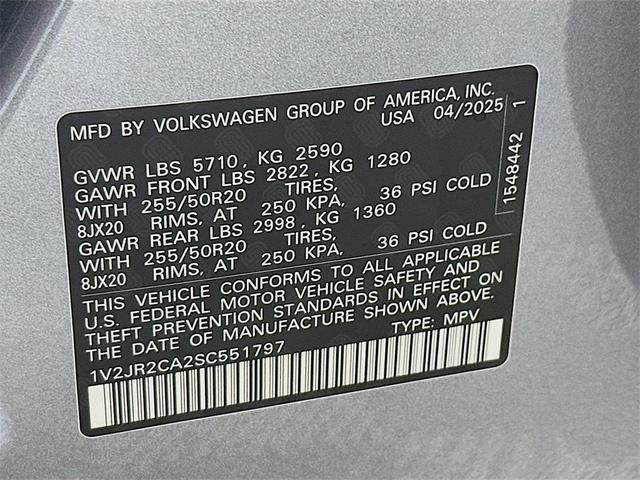 MFD BY VOLKSWAGEN GROUP OF AMERICA, INC.
USA 04/2025
GVWR LBS 5710, KG 2590
GAWR FRONT LBS 2822, KG 1280
WITH 255/50R20 TIRES,
8JX20 RIMS, AT 250 KPA, 36 PSI COLD
GAWR REAR LBS 2998, KG 1360
WITH 255/50R20 TIRES,
8JX20 RIMS, AT 250 KPA, 36 PSI COLD
THIS VEHICLE CONFORMS TO ALL APPLICABLE
U.S. FEDERAL MOTOR VEHICLE SAFETY AND
THEFT PREVENTION STANDARDS IN EFFECT ON
THE DATE OF MANUFACTURE SHOWN ABOVE.
1V2JR2CA2SC551797 TYPE: MPV
1548442 1